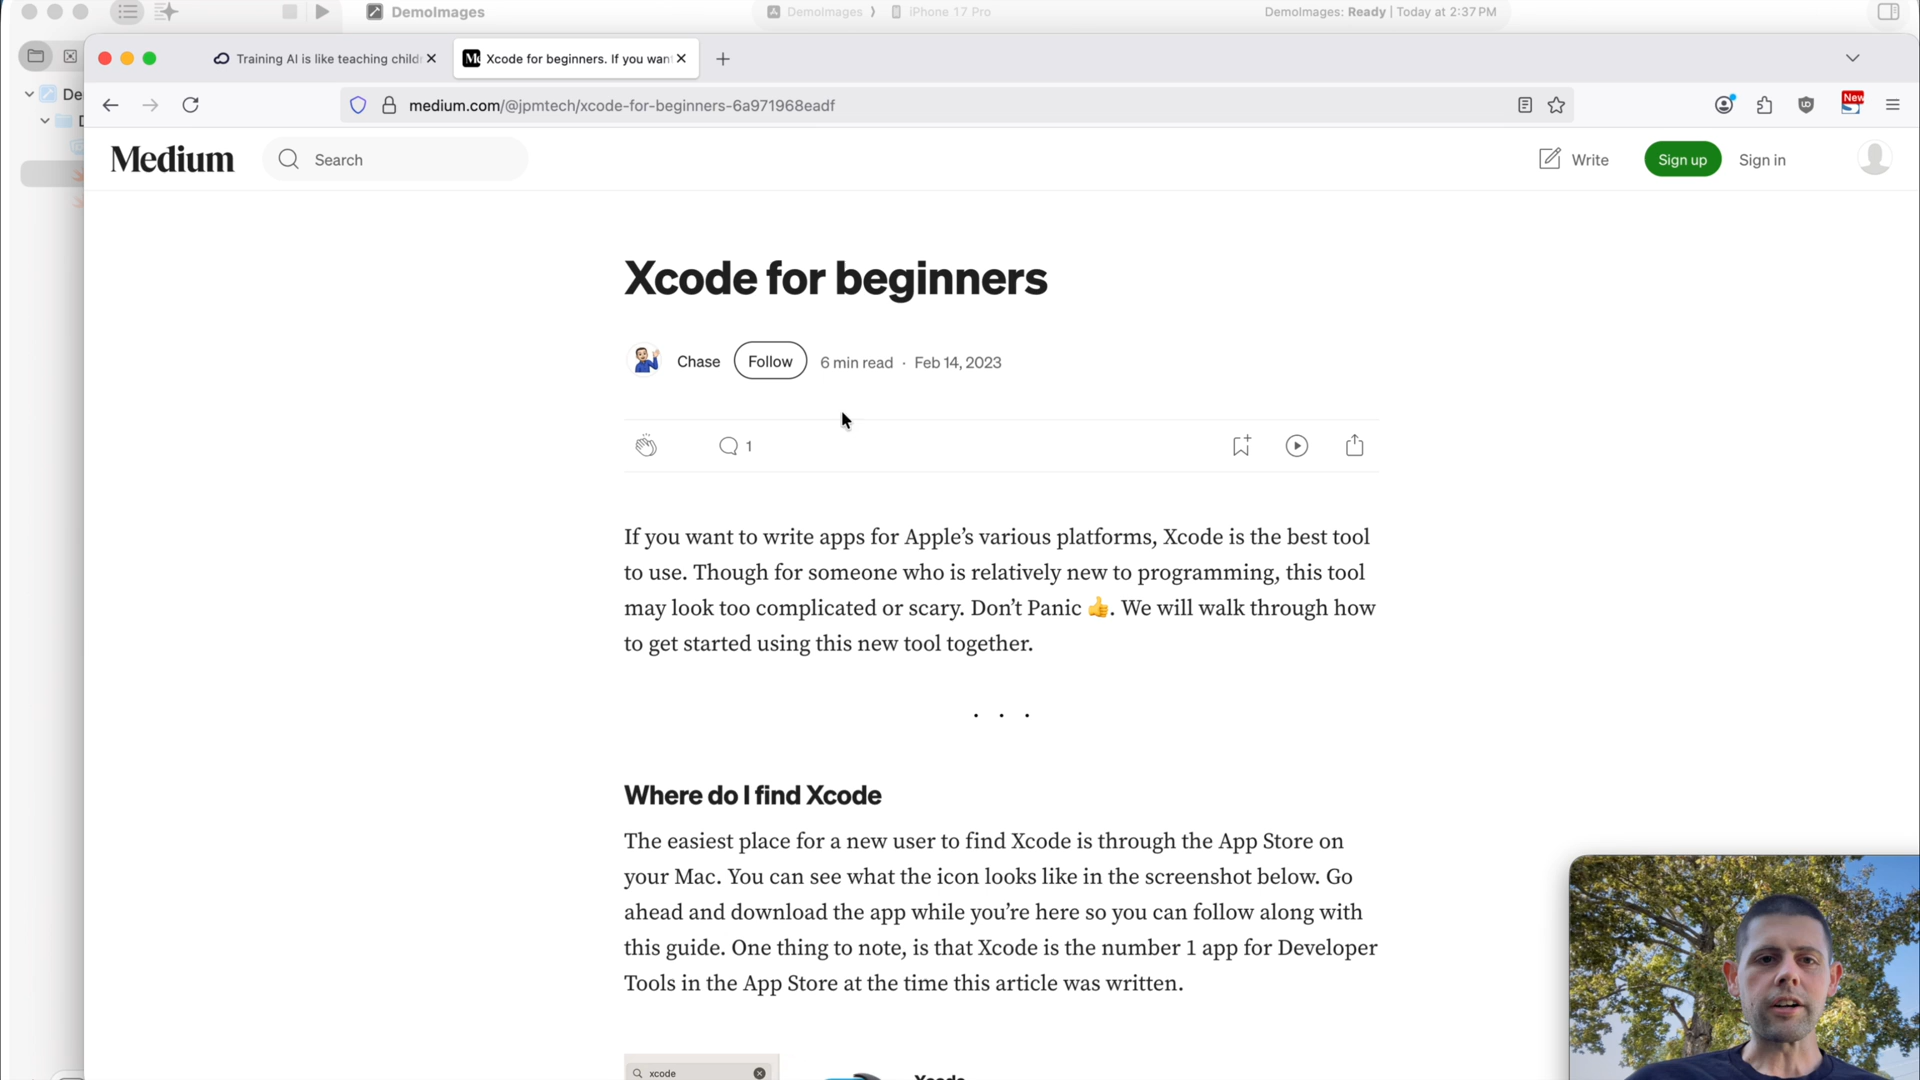 DemoImages
DemoImages ⟩ iPhone 17 Pro
DemoImages: Ready | Today at 2:37 PM
Training AI is like teaching child
Xcode for beginners. If you wan
De
medium.com/@jpmtech/xcode-for-beginners-6a971968eadf
New
Medium
Search
Write
Sign up
Sign in
Xcode for beginners
Chase
Follow
6 min read · Feb 14, 2023
1
If you want to write apps for Apple’s various platforms, Xcode is the best tool
to use. Though for someone who is relatively new to programming, this tool
may look too complicated or scary. Don’t Panic 👍. We will walk through how
to get started using this new tool together.
. . .
Where do I find Xcode
The easiest place for a new user to find Xcode is through the App Store on
your Mac. You can see what the icon looks like in the screenshot below. Go
ahead and download the app while you’re here so you can follow along with
this guide. One thing to note, is that Xcode is the number 1 app for Developer
Tools in the App Store at the time this article was written.
xcode
Xcode